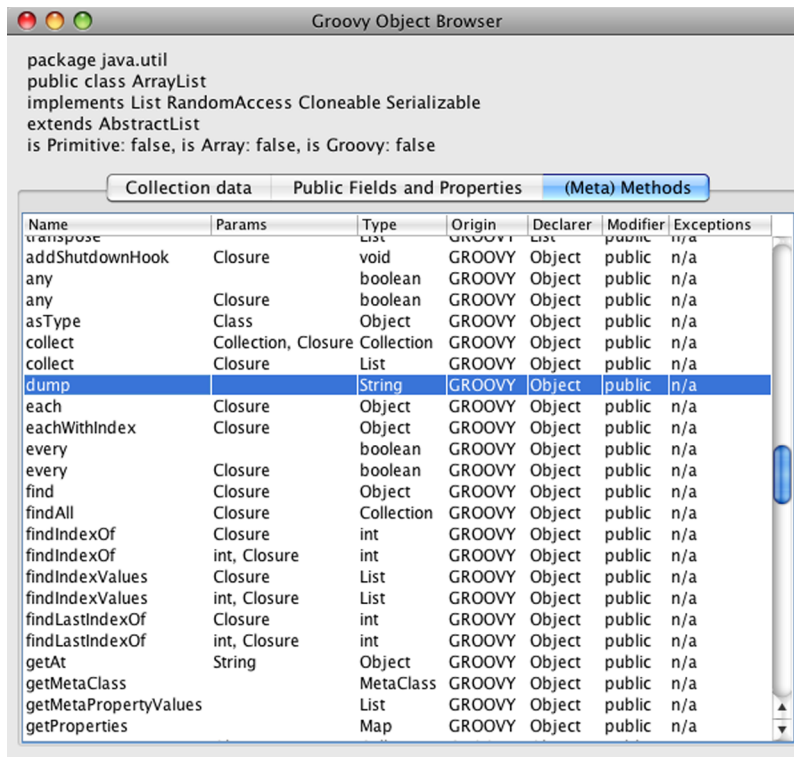 Groovy Object Browser
package java.util
public class ArrayList
implements List RandomAccess Cloneable Serializable
extends AbstractList
is Primitive: false, is Array: false, is Groovy: false
Collection data Public Fields and Properties (Meta) Methods
Name Params Type Origin Declarer Modifier Exceptions
transpose List GROOVY List public n/a
addShutdownHook Closure void GROOVY Object public n/a
any boolean GROOVY Object public n/a
any Closure boolean GROOVY Object public n/a
asType Class Object GROOVY Object public n/a
collect Collection, Closure Collection GROOVY Object public n/a
collect Closure List GROOVY Object public n/a
dump String GROOVY Object public n/a
each Closure Object GROOVY Object public n/a
eachWithIndex Closure Object GROOVY Object public n/a
every boolean GROOVY Object public n/a
every Closure boolean GROOVY Object public n/a
find Closure Object GROOVY Object public n/a
findAll Closure Collection GROOVY Object public n/a
findIndexOf Closure int GROOVY Object public n/a
findIndexOf int, Closure int GROOVY Object public n/a
findIndexValues Closure List GROOVY Object public n/a
findIndexValues int, Closure List GROOVY Object public n/a
findLastIndexOf Closure int GROOVY Object public n/a
findLastIndexOf int, Closure int GROOVY Object public n/a
getAt String Object GROOVY Object public n/a
getMetaClass MetaClass GROOVY Object public n/a
getMetaPropertyValues List GROOVY Object public n/a
getProperties Map GROOVY Object public n/a